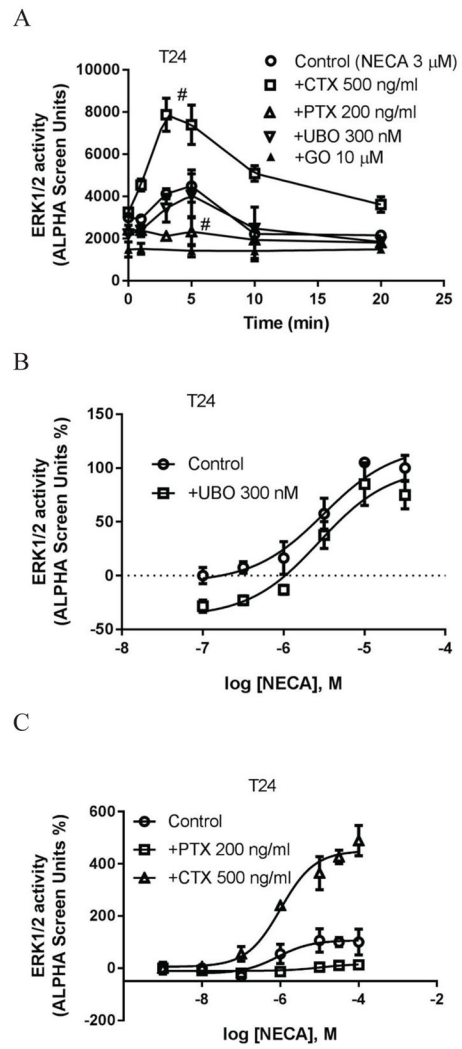 A
T24
Control (NECA 3 μM)
+CTX 500 ng/ml
+PTX 200 ng/ml
+UBO 300 nM
+GO 10 μM
#
#
10000
8000
6000
4000
2000
0
ERK1/2 activity
(ALPHA Screen Units)
0 5 10 15 20 25
Time (min)
B
T24
Control
+UBO 300 nM
150
100
50
0
-50
ERK1/2 activity
(ALPHA Screen Units %)
-8 -7 -6 -5 -4
log [NECA], M
C
T24
Control
+PTX 200 ng/ml
+CTX 500 ng/ml
600
400
200
0
-200
ERK1/2 activity
(ALPHA Screen Units %)
-8 -6 -4 -2
log [NECA], M